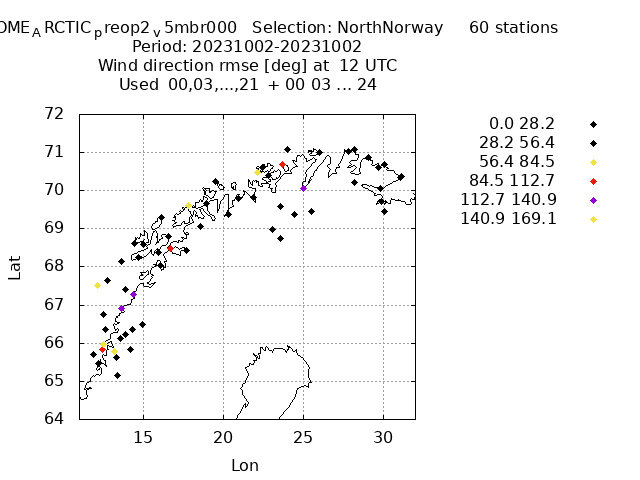 OME A RCTIC p reop2 v 5mbr000 Selection: NorthNorway 60 stations
Period: 20231002-20231002
Wind direction rmse [deg] at 12 UTC
Used 00,03,...,21 + 00 03 ... 24
72
71
70
69
68
67
66
65
64
Lat
15 20 25 30
Lon
0.0 28.2
28.2 56.4
56.4 84.5
84.5 112.7
112.7 140.9
140.9 169.1